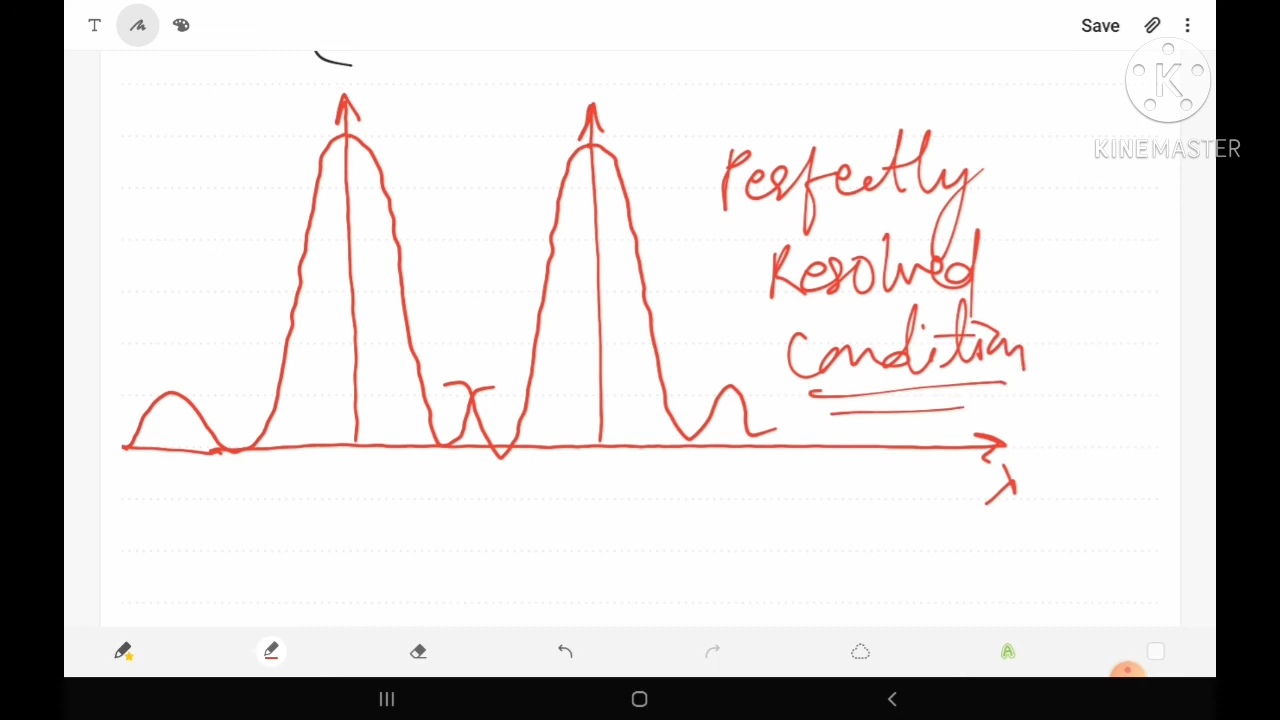 T
Save
K
KINEMASTER
Perfectly
Resolved
condition
λ
A